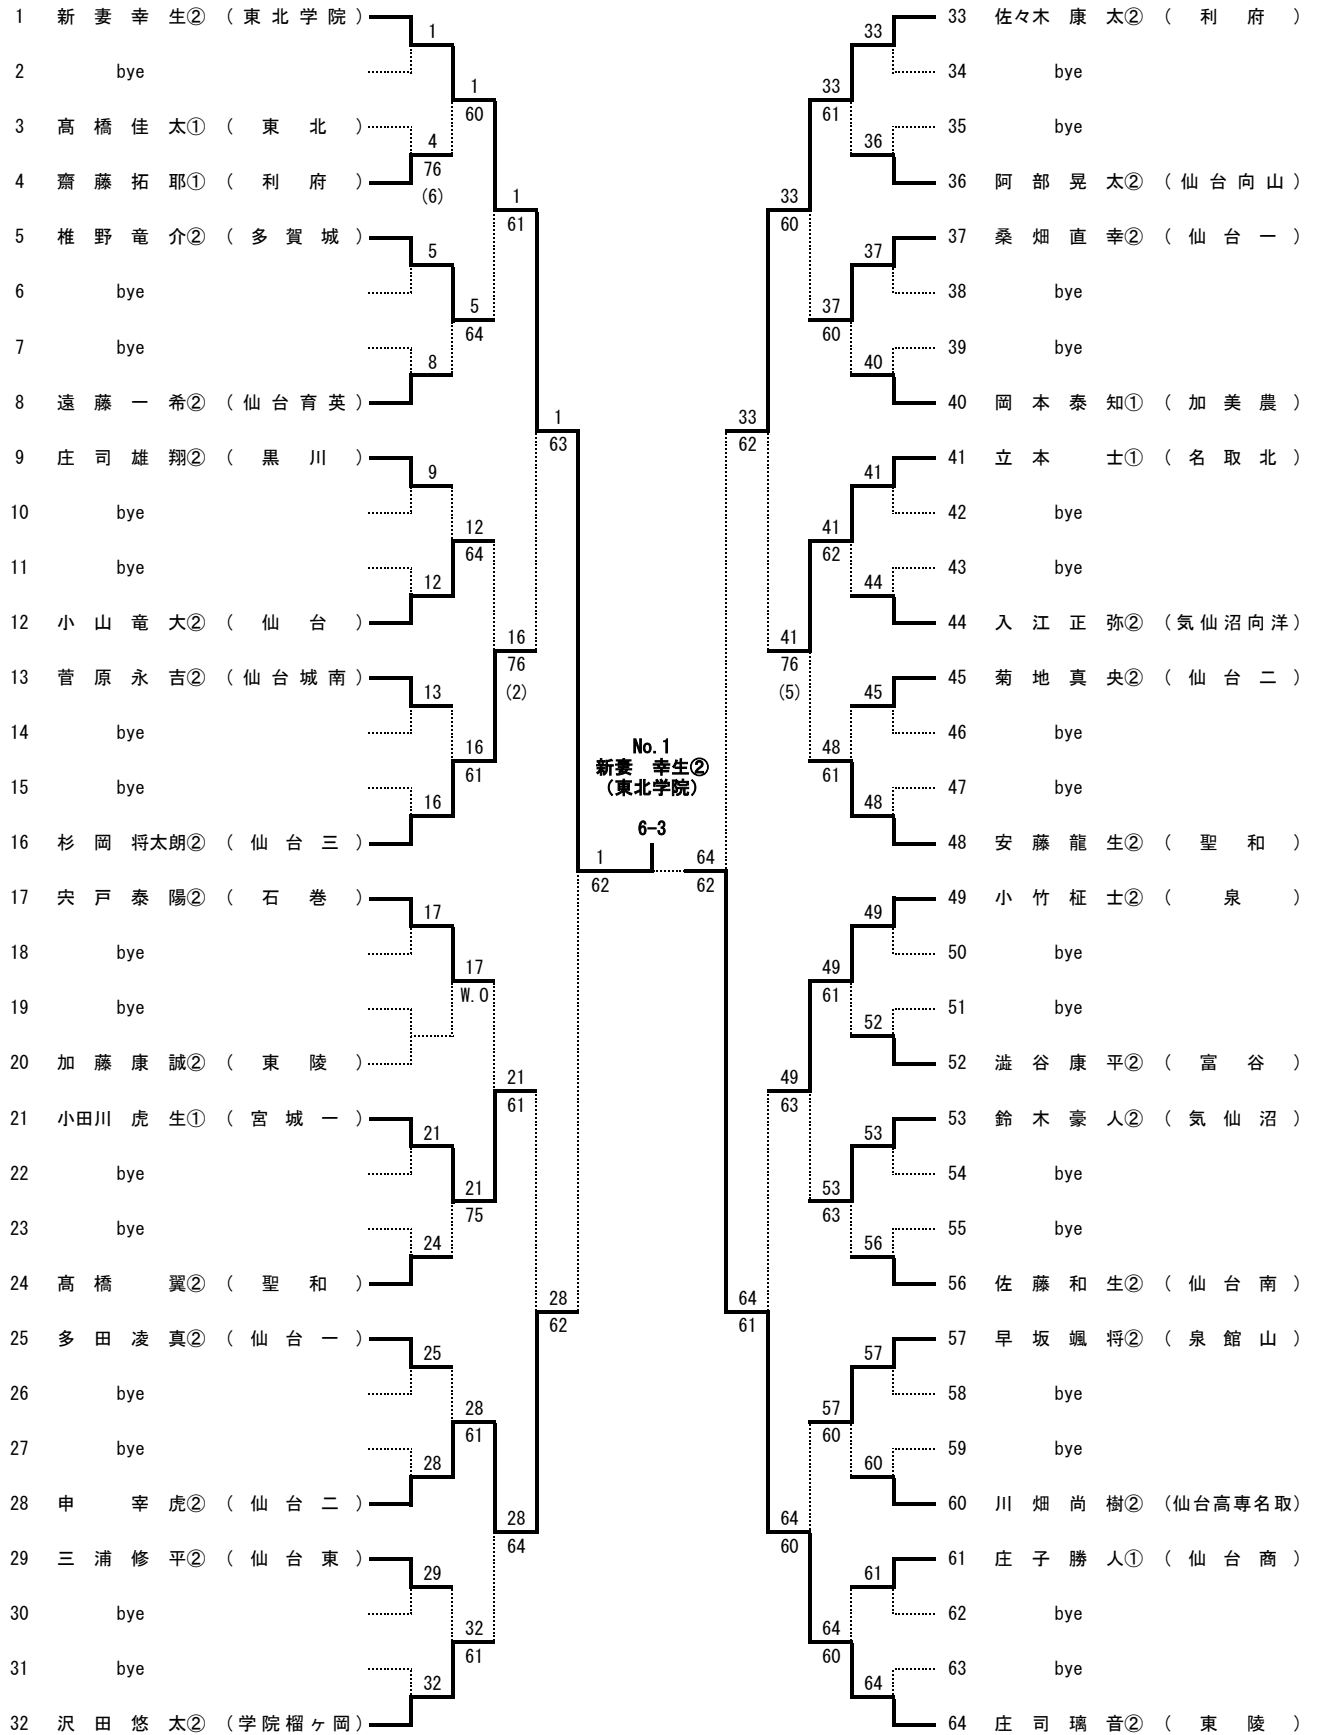 1 新妻 幸生② (東北学院)
2 bye
3 髙橋佳太① (東北)
4 齋藤拓耶① (利府)
5 椎野竜介② (多賀城)
6 bye
7 bye
8 遠藤一希② (仙台育英)
9 庄司雄翔② (黒川)
10 bye
11 bye
12 小山竜大② (仙台)
13 菅原永吉② (仙台城南)
14 bye
15 bye
16 杉岡将太朗② (仙台三)
17 宍戸泰陽② (石巻)
18 bye
19 bye
20 加藤康誠② (東陵)
21 小田川虎生① (宮城一)
22 bye
23 bye
24 髙橋 翼② (聖和)
25 多田凌真② (仙台一)
26 bye
27 bye
28 申 宰虎② (仙台二)
29 三浦修平② (仙台東)
30 bye
31 bye
32 沢田悠太② (学院榴ヶ岡)
1
4
76
(6)
5
8
9
12
13
16
17
21
24
25
28
29
32
1
60
5
64
12
64
16
61
17
W.O
21
75
28
61
32
61
1
61
16
76
(2)
21
61
28
64
1
63
28
62
1
62
No.1
新妻 幸生②
(東北学院)
6-3
64
62
33
62
64
61
33
60
41
76
(5)
49
63
64
60
33
61
37
60
41
62
48
61
49
61
53
63
57
60
64
60
33
36
37
40
41
44
45
48
49
52
53
56
57
60
61
64
33 佐々木康太② (利府)
34 bye
35 bye
36 阿部晃太② (仙台向山)
37 桑畑直幸② (仙台一)
38 bye
39 bye
40 岡本泰知① (加美農)
41 立本 士① (名取北)
42 bye
43 bye
44 入江正弥② (気仙沼向洋)
45 菊地真央② (仙台二)
46 bye
47 bye
48 安藤龍生② (聖和)
49 小竹柾士② (泉)
50 bye
51 bye
52 澁谷康平② (富谷)
53 鈴木豪人② (気仙沼)
54 bye
55 bye
56 佐藤和生② (仙台南)
57 早坂颯将② (泉館山)
58 bye
59 bye
60 川畑尚樹② (仙台高専名取)
61 庄子勝人① (仙台商)
62 bye
63 bye
64 庄司璃音② (東陵)